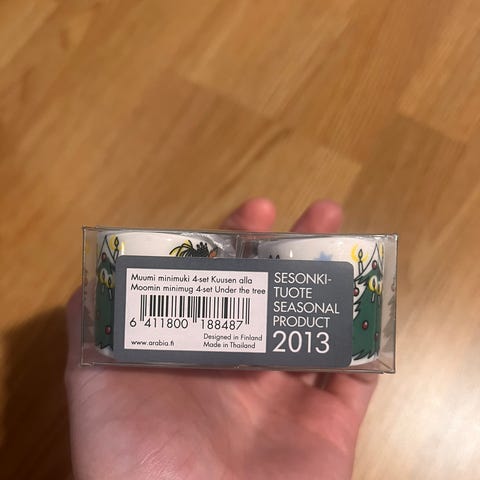 Muumi minimuki 4-set Kuusen alla
Moomin minimug 4-set Under the tree
6 411800 188487
www.arabia.fi
Designed in Finland
Made in Thailand
SESONKI-
TUOTE
SEASONAL
PRODUCT
2013